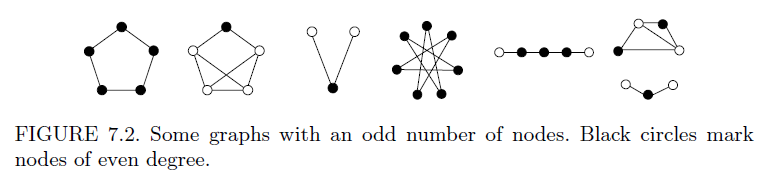 FIGURE 7.2. Some graphs with an odd number of nodes. Black circles mark
nodes of even degree.